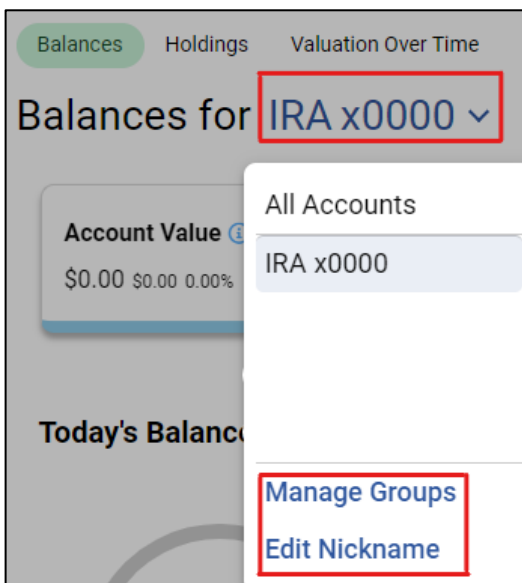 Balances Holdings Valuation Over Time
Balances for IRA x0000
All Accounts
Account Value
IRA x0000
$0.00 $0.00 0.00%
Today's
Manage Groups
Edit Nickname